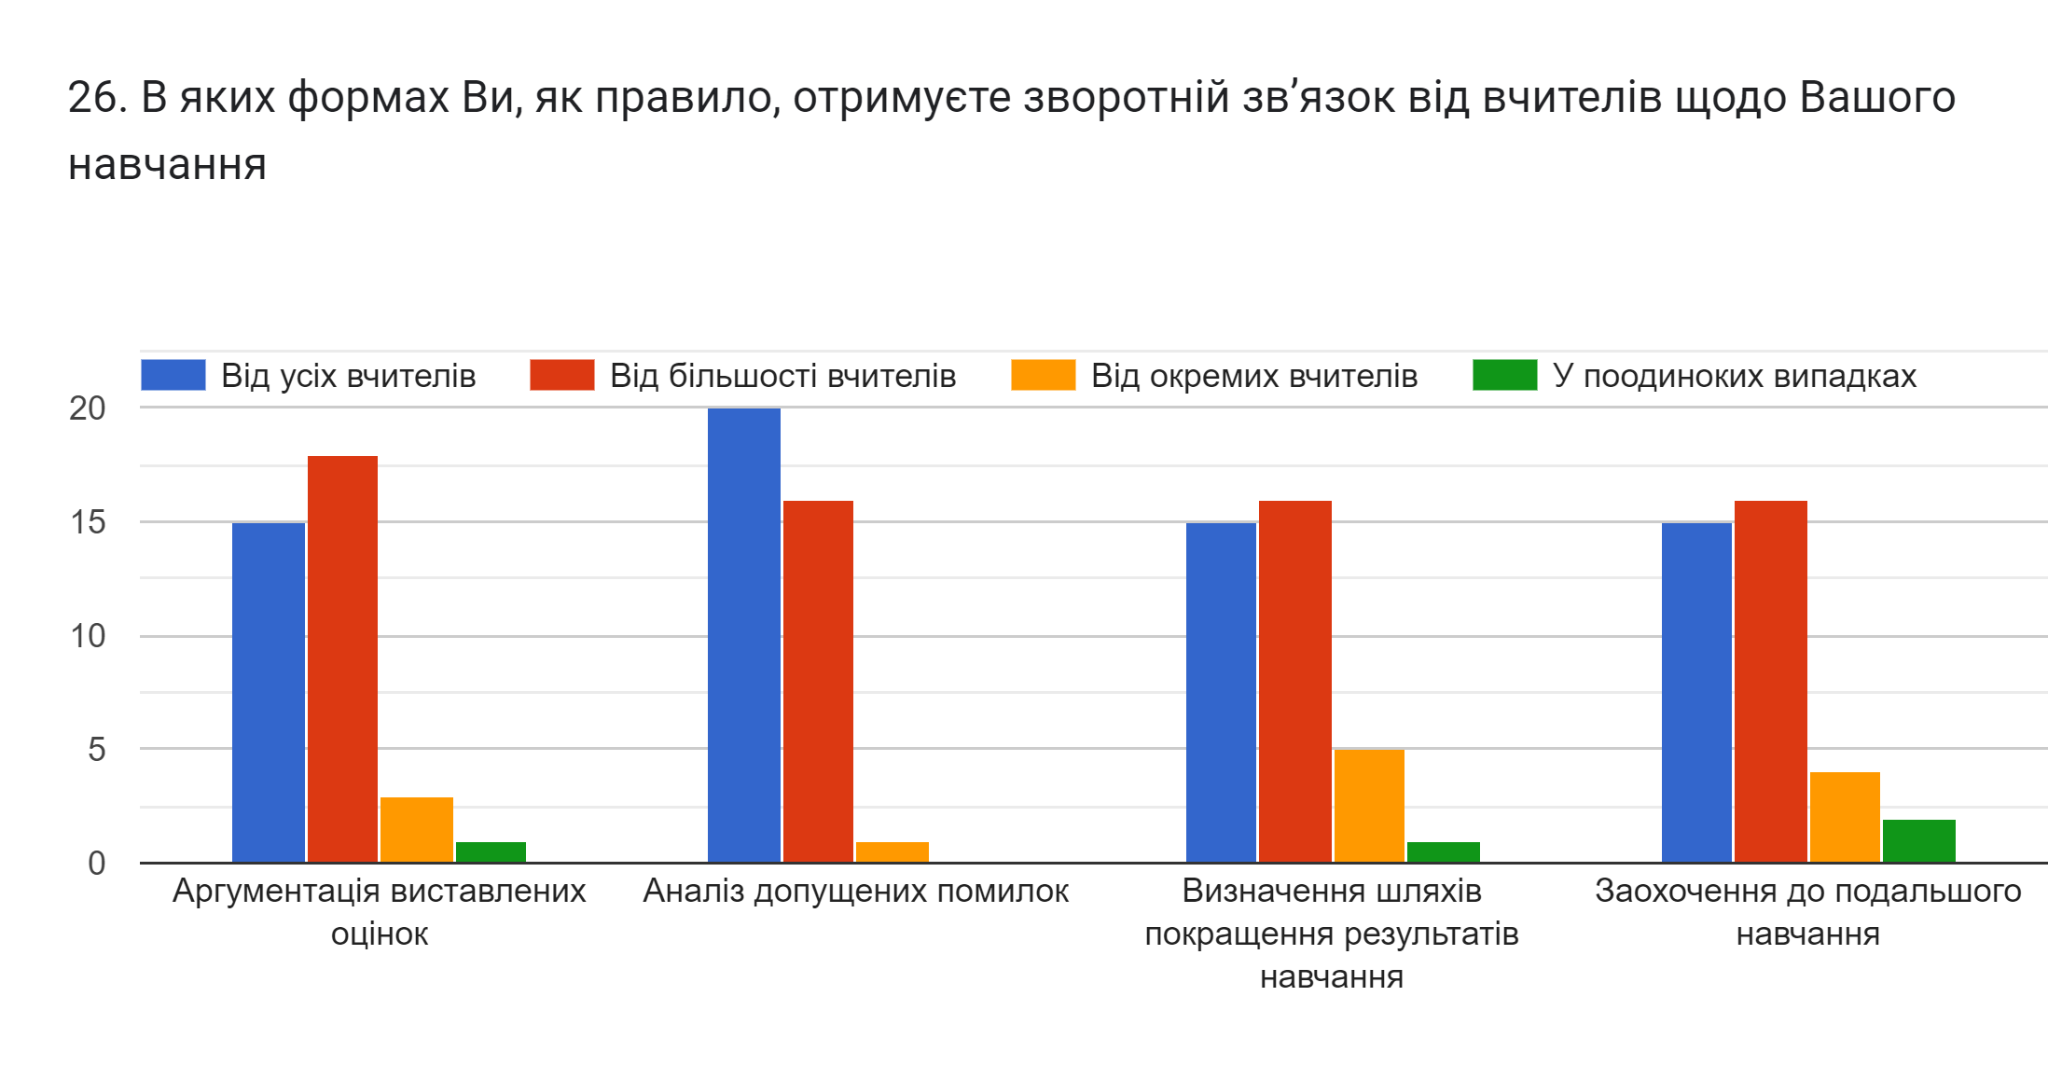 26. В яких формах Ви, як правило, отримуєте зворотній зв’язок від вчителів щодо Вашого
навчання
Від усіх вчителів
Від більшості вчителів
Від окремих вчителів
У поодиноких випадках
20
15
10
5
0
Аргументація виставлених
оцінок
Аналіз допущених помилок
Визначення шляхів
покращення результатів
навчання
Заохочення до подальшого
навчання